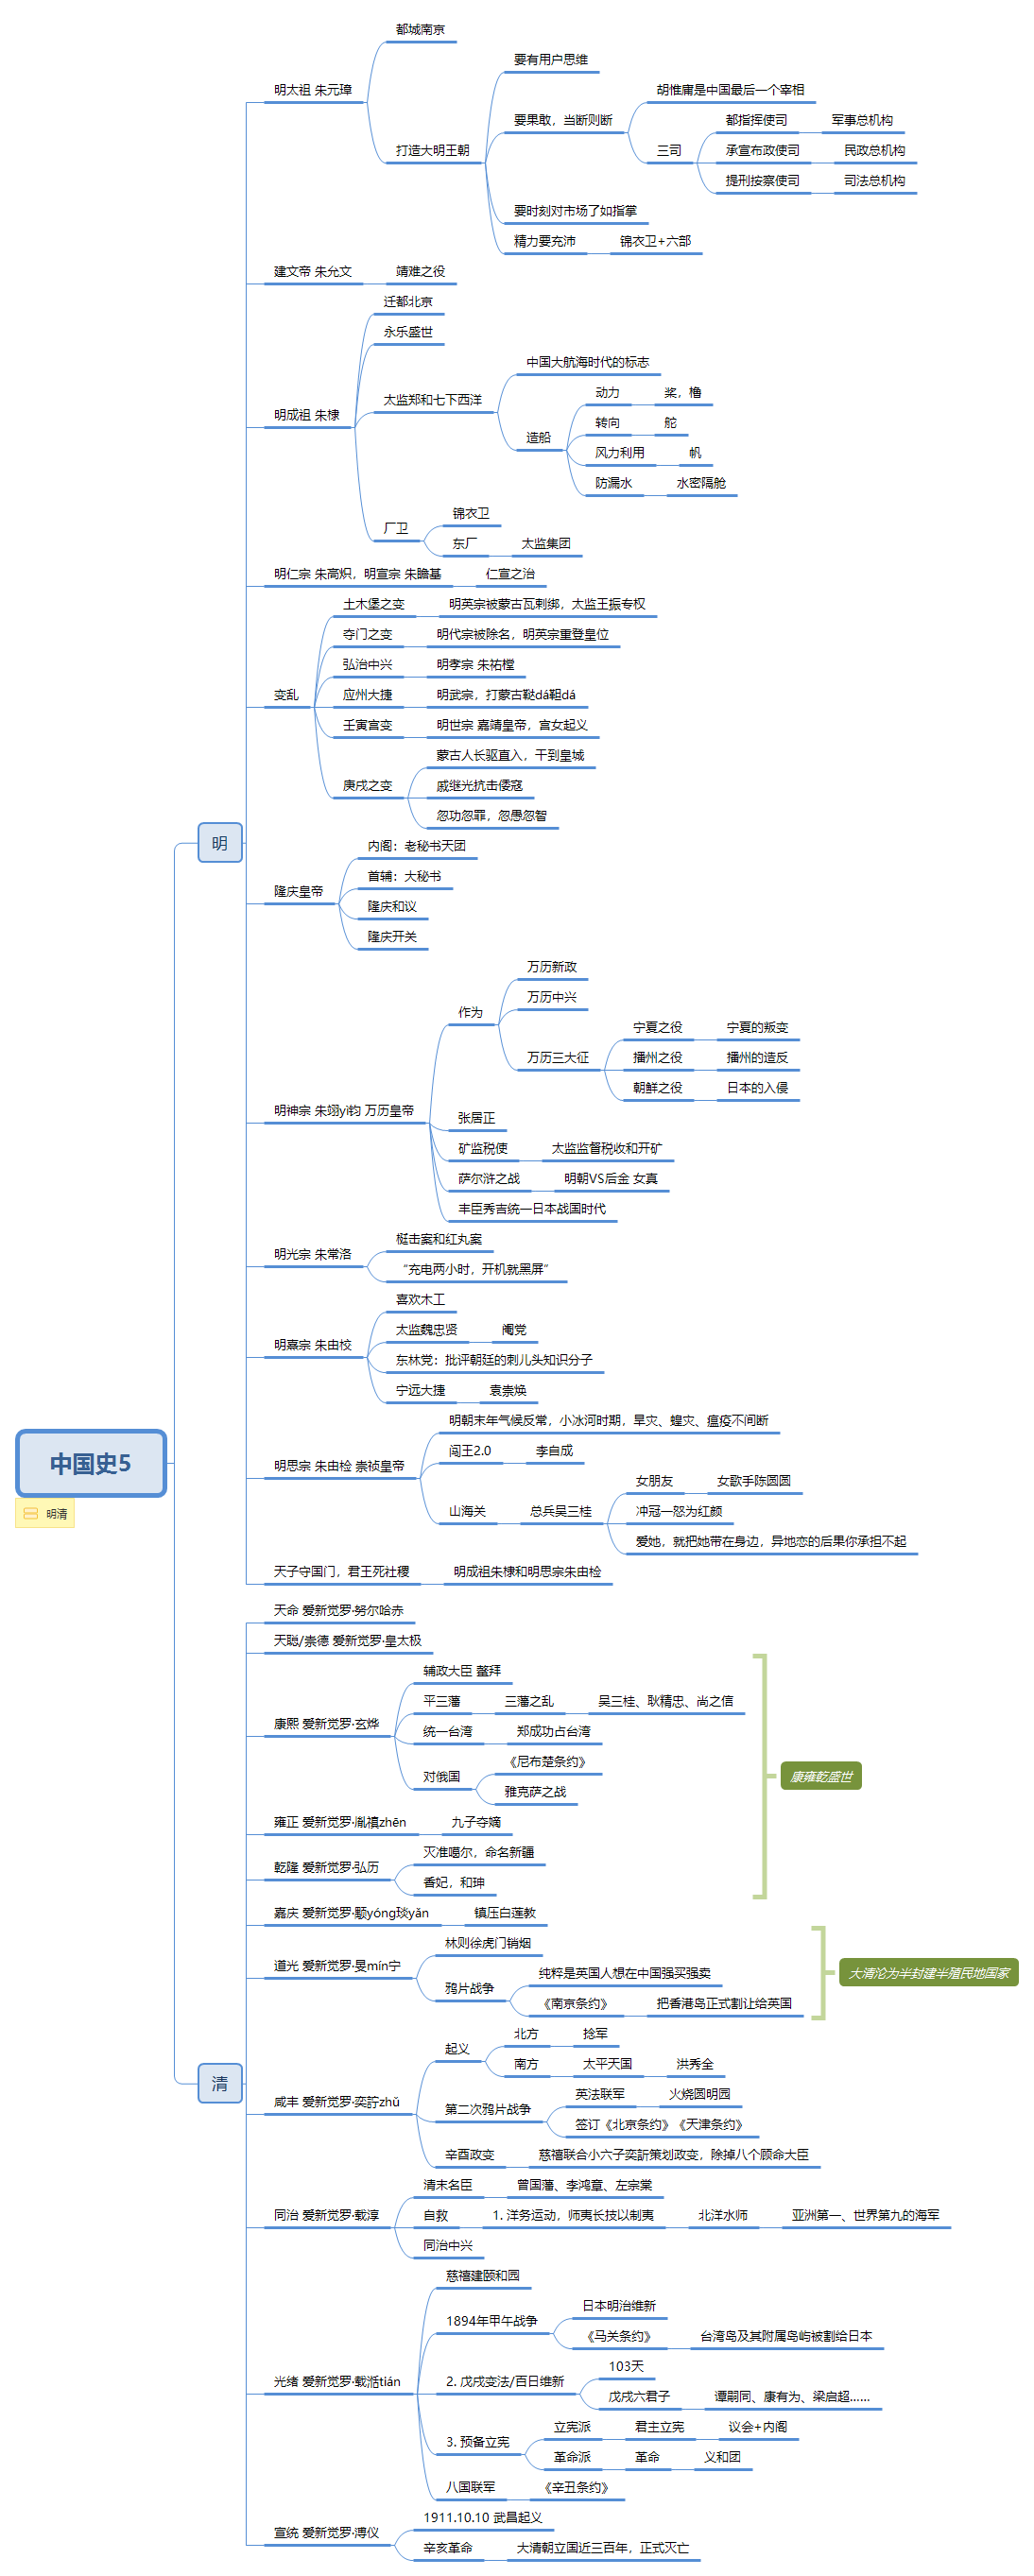 中国史5
明清
明
明太祖 朱元璋
都城南京
打造大明王朝
要有用户思维
要果敢，当断则断
胡惟庸是中国最后一个宰相
三司
都指挥使司
军事总机构
承宣布政使司
民政总机构
提刑按察使司
司法总机构
要时刻对市场了如指掌
精力要充沛
锦衣卫+六部
建文帝 朱允文
靖难之役
明成祖 朱棣
迁都北京
永乐盛世
太监郑和七下西洋
中国大航海时代的标志
造船
动力
桨，橹
转向
舵
风力利用
帆
防漏水
水密隔舱
厂卫
锦衣卫
东厂
太监集团
明仁宗 朱高炽，明宣宗 朱瞻基
仁宣之治
变乱
土木堡之变
明英宗被蒙古瓦剌绑，太监王振专权
夺门之变
明代宗被除名，明英宗重登皇位
弘治中兴
明孝宗 朱祐樘
应州大捷
明武宗，打蒙古鞑dá靼dá
壬寅宫变
明世宗 嘉靖皇帝，宫女起义
庚戌之变
蒙古人长驱直入，干到皇城
戚继光抗击倭寇
忽功忽罪，忽愚忽智
隆庆皇帝
内阁：老秘书天团
首辅：大秘书
隆庆和议
隆庆开关
明神宗 朱翊yì钧 万历皇帝
作为
万历新政
万历中兴
万历三大征
宁夏之役
宁夏的叛变
播州之役
播州的造反
朝鲜之役
日本的入侵
张居正
矿监税使
太监监督税收和开矿
萨尔浒之战
明朝VS后金 女真
丰臣秀吉统一日本战国时代
明光宗 朱常洛
梃击案和红丸案
“充电两小时，开机就黑屏”
明熹宗 朱由校
喜欢木工
太监魏忠贤
阉党
东林党：批评朝廷的刺儿头知识分子
宁远大捷
袁崇焕
明思宗 朱由检 崇祯皇帝
明朝末年气候反常，小冰河时期，旱灾、蝗灾、瘟疫不间断
闯王2.0
李自成
山海关
总兵吴三桂
女朋友
女歌手陈圆圆
冲冠一怒为红颜
爱她，就把她带在身边，异地恋的后果你承担不起
天子守国门，君王死社稷
明成祖朱棣和明思宗朱由检
清
天命 爱新觉罗·努尔哈赤
天聪/崇德 爱新觉罗·皇太极
康熙 爱新觉罗·玄烨
辅政大臣 鳌拜
平三藩
三藩之乱
吴三桂、耿精忠、尚之信
统一台湾
郑成功占台湾
对俄国
《尼布楚条约》
雅克萨之战
雍正 爱新觉罗·胤禛zhēn
九子夺嫡
乾隆 爱新觉罗·弘历
灭准噶尔，命名新疆
香妃，和珅
康雍乾盛世
嘉庆 爱新觉罗·颙yóng琰yǎn
镇压白莲教
道光 爱新觉罗·旻mín宁
林则徐虎门销烟
鸦片战争
纯粹是英国人想在中国强买强卖
《南京条约》
把香港岛正式割让给英国
大清沦为半封建半殖民地国家
咸丰 爱新觉罗·奕詝zhǔ
起义
北方
捻军
南方
太平天国
洪秀全
第二次鸦片战争
英法联军
火烧圆明园
签订《北京条约》《天津条约》
辛酉政变
慈禧联合小六子奕訢策划政变，除掉八个顾命大臣
同治 爱新觉罗·载淳
清末名臣
曾国藩、李鸿章、左宗棠
自救
1. 洋务运动，师夷长技以制夷
北洋水师
亚洲第一、世界第九的海军
同治中兴
光绪 爱新觉罗·载湉tián
慈禧建颐和园
1894年甲午战争
日本明治维新
《马关条约》
台湾岛及其附属岛屿被割给日本
2. 戊戌变法/百日维新
103天
戊戌六君子
谭嗣同、康有为、梁启超……
3. 预备立宪
立宪派
君主立宪
议会+内阁
革命派
革命
义和团
八国联军
《辛丑条约》
宣统 爱新觉罗·溥仪
1911.10.10 武昌起义
辛亥革命
大清朝立国近三百年，正式灭亡